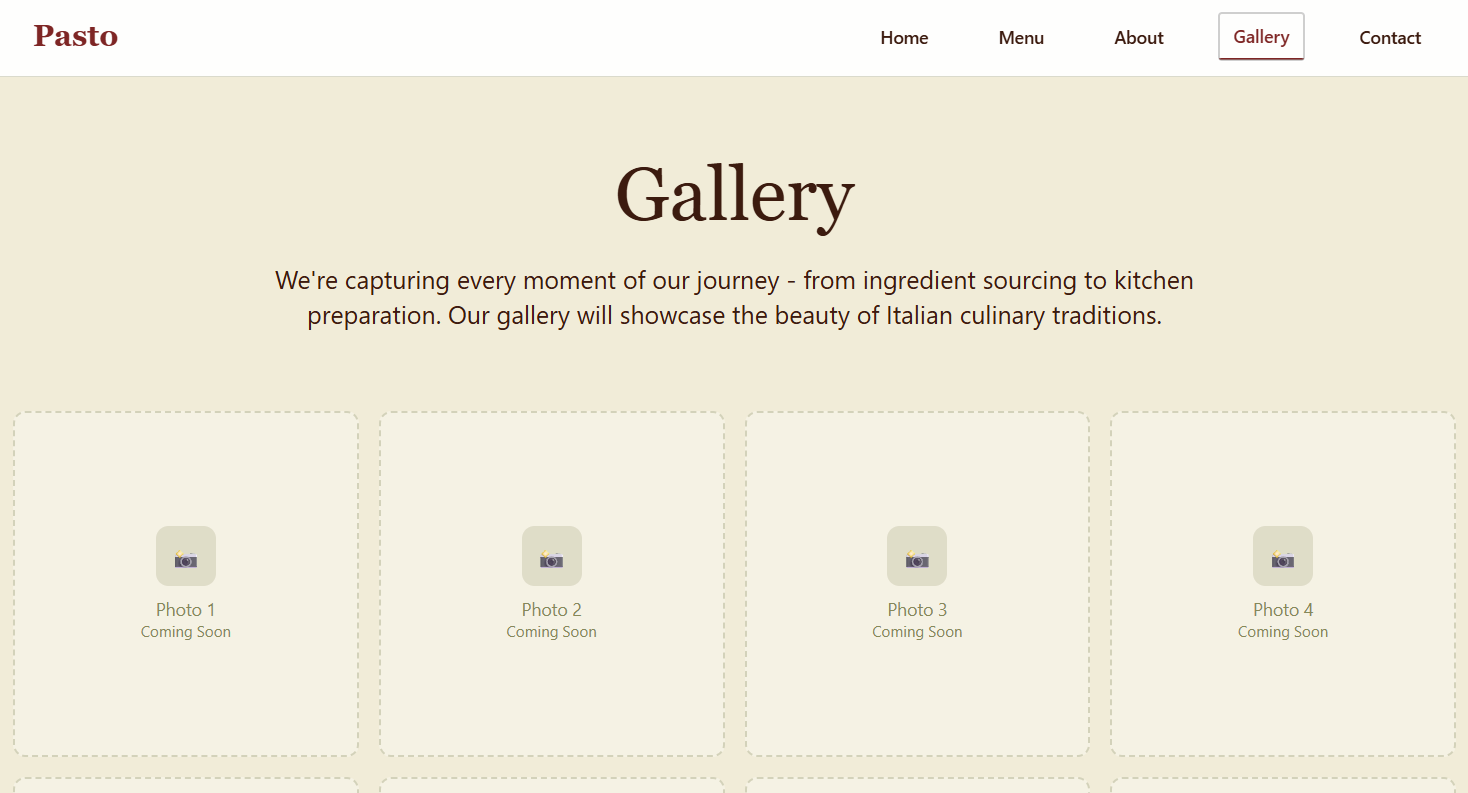 Pasto
Home
Menu
About
Gallery
Contact
Gallery
We're capturing every moment of our journey - from ingredient sourcing to kitchen
preparation. Our gallery will showcase the beauty of Italian culinary traditions.
Photo 1
Coming Soon
Photo 2
Coming Soon
Photo 3
Coming Soon
Photo 4
Coming Soon